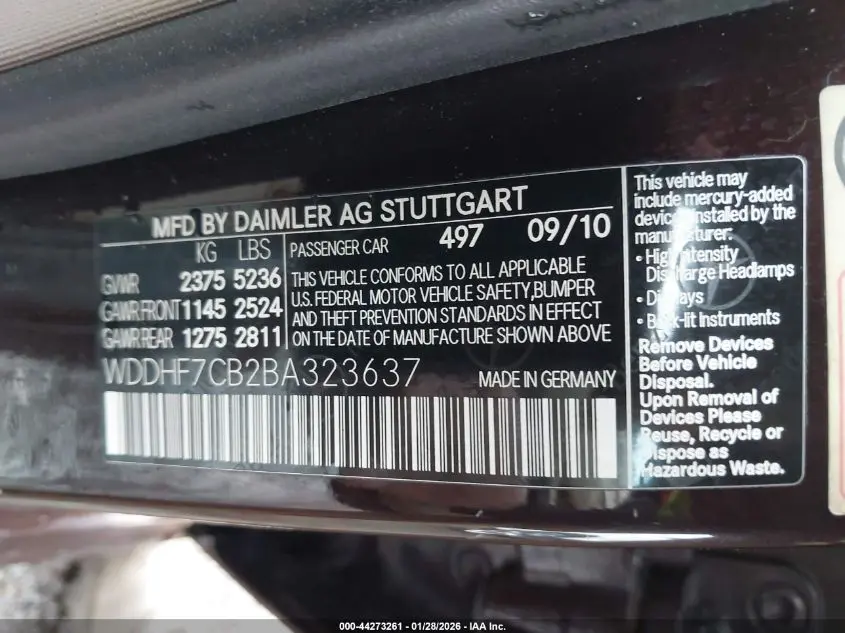 MFD BY DAIMLER AG STUTTGART
KG LBS
GVWR 2375 5236
GAWR FRONT 1145 2524
GAWR REAR 1275 2811
PASSENGER CAR 497 09/10
THIS VEHICLE CONFORMS TO ALL APPLICABLE
U.S. FEDERAL MOTOR VEHICLE SAFETY,BUMPER
AND THEFT PREVENTION STANDARDS IN EFFECT
ON THE DATE OF MANUFACTURE SHOWN ABOVE
WDDHF7CB2BA323637 MADE IN GERMANY
This vehicle may
include mercury-added
devices installed by the
manufacturer:
• High Intensity
Discharge Headlamps
• Displays
• Back-lit Instruments
Remove Devices
Before Vehicle
Disposal.
Upon Removal of
Devices Please
Reuse, Recycle or
Dispose as
Hazardous Waste.
000-44273261 - 01/28/2026 - IAA Inc.